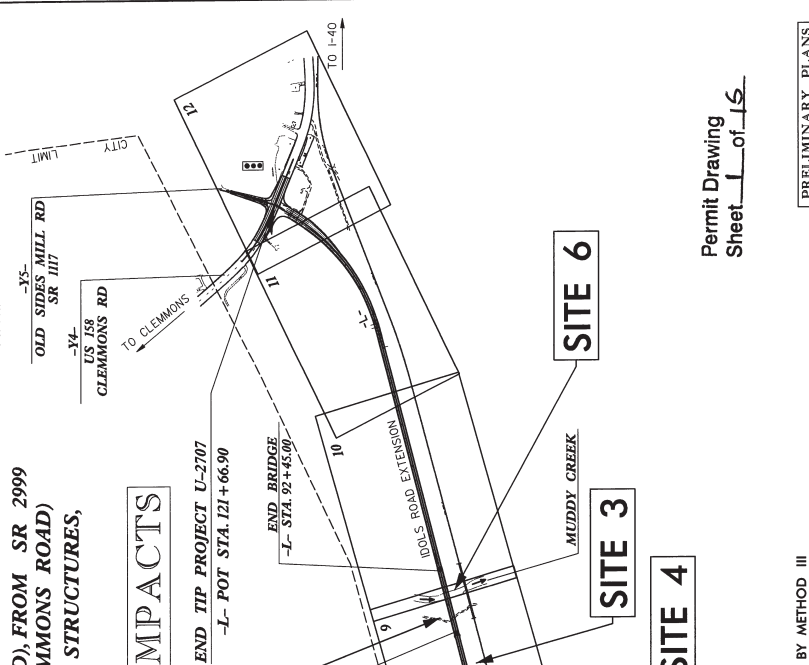 PRELIMINARY PLANS
Permit Drawing
Sheet 1 of 15
TO I-40
12
CITY
LIMIT
-Y5-
OLD SIDES MILL RD
SR 1117
-Y4-
US 158
CLEMMONS RD
TO CLEMMONS
11
-L-
SITE 6
10
IDOLS ROAD EXTENSION
END BRIDGE
-L- STA. 92+45.00
END TIP PROJECT U-2707
-L- POT STA. 121+66.90
MUDDY CREEK
9
SITE 3
SITE 4
), FROM SR 2999
MMONS ROAD)
STRUCTURES,
MPACTS
BY METHOD III